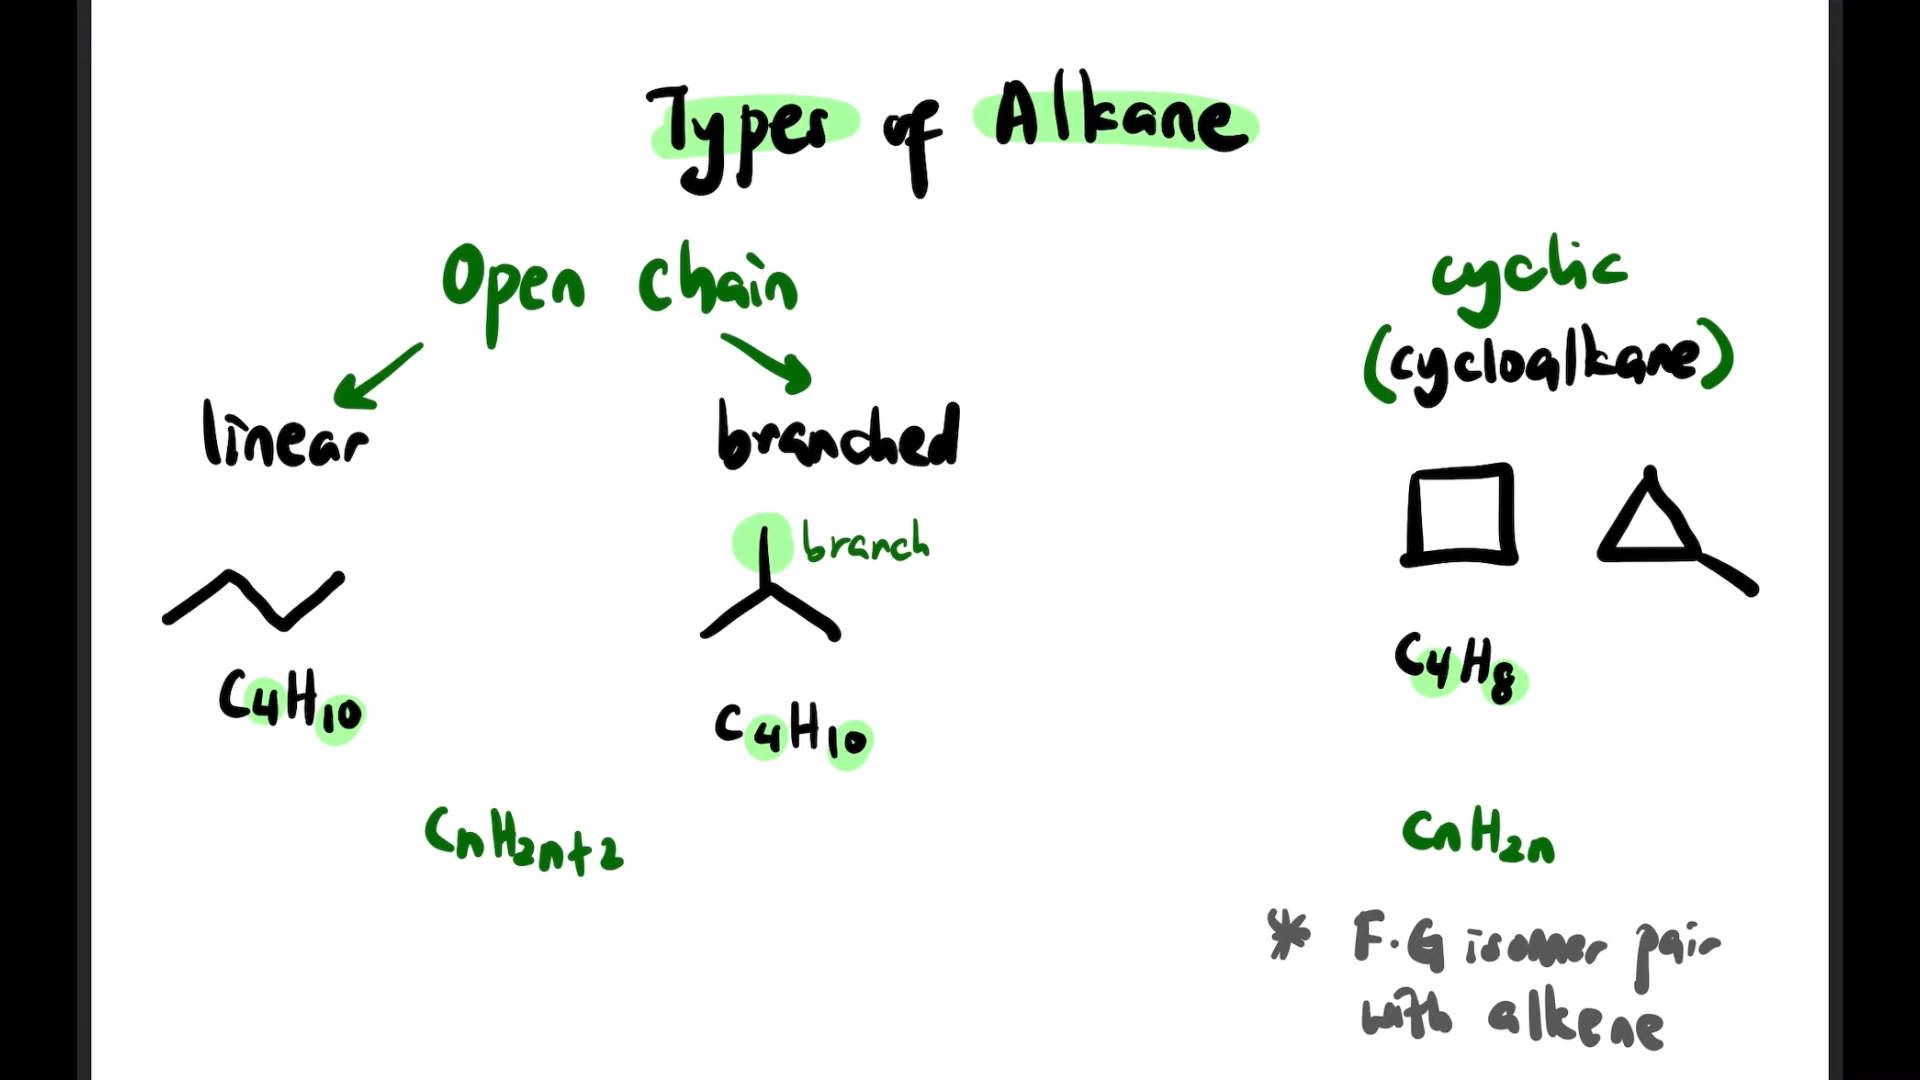 Types of Alkane
Open chain
linear
branched
branch
C4H10
C4H10
CnH2n+2
cyclic
(cycloalkane)
C4H8
CnH2n
* F.G isomer pair
with alkene